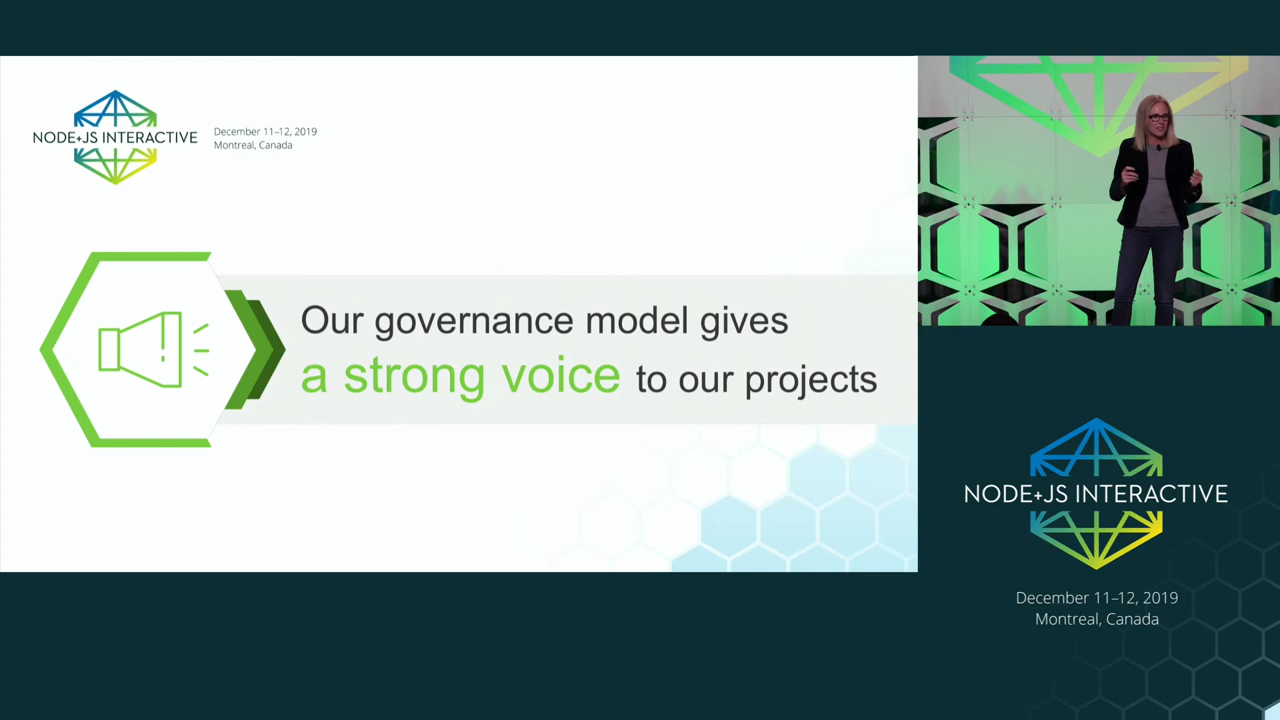 NODE+JS INTERACTIVE
December 11–12, 2019
Montreal, Canada
Our governance model gives
a strong voice to our projects
NODE+JS INTERACTIVE
December 11–12, 2019
Montreal, Canada